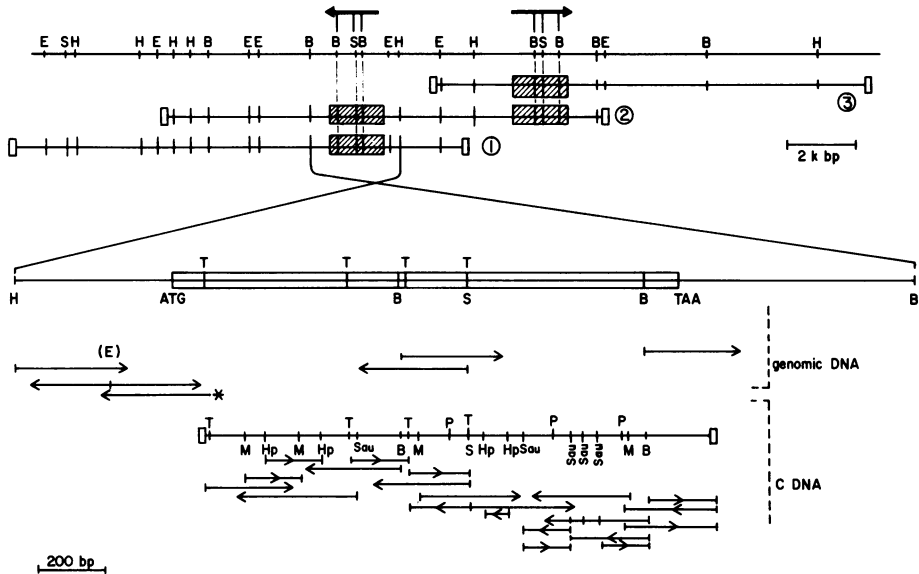 E S H H E H H B E E B B S B E H E H B S B B E B H
③
②
①
2 k bp
T T T T
H ATG B S B TAA B
(E)
genomic DNA
*
T T T P T P P
M Hp M Hp Sau B M S Hp Hp Sau Sau Sau Sau M B
C DNA
200 bp